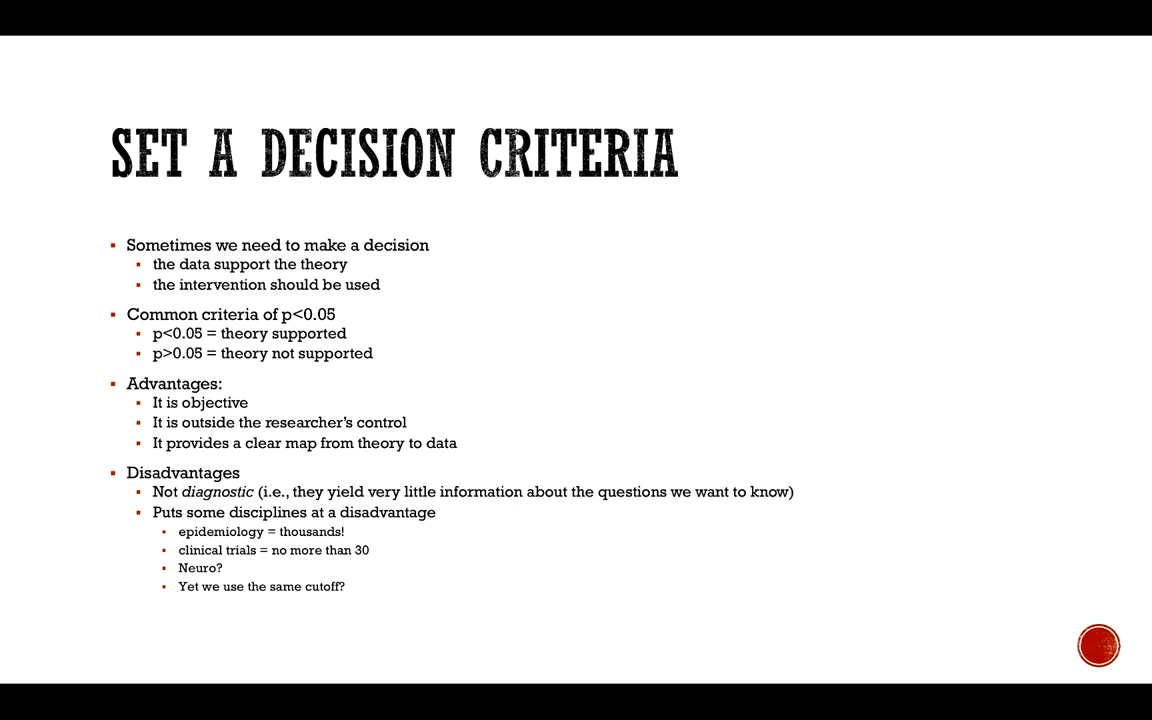 SET A DECISION CRITERIA
Sometimes we need to make a decision
the data support the theory
the intervention should be used
Common criteria of p<0.05
p<0.05 = theory supported
p>0.05 = theory not supported
Advantages:
It is objective
It is outside the researcher's control
It provides a clear map from theory to data
Disadvantages
Not diagnostic (i.e., they yield very little information about the questions we want to know)
Puts some disciplines at a disadvantage
epidemiology = thousands!
clinical trials = no more than 30
Neuro?
Yet we use the same cutoff?